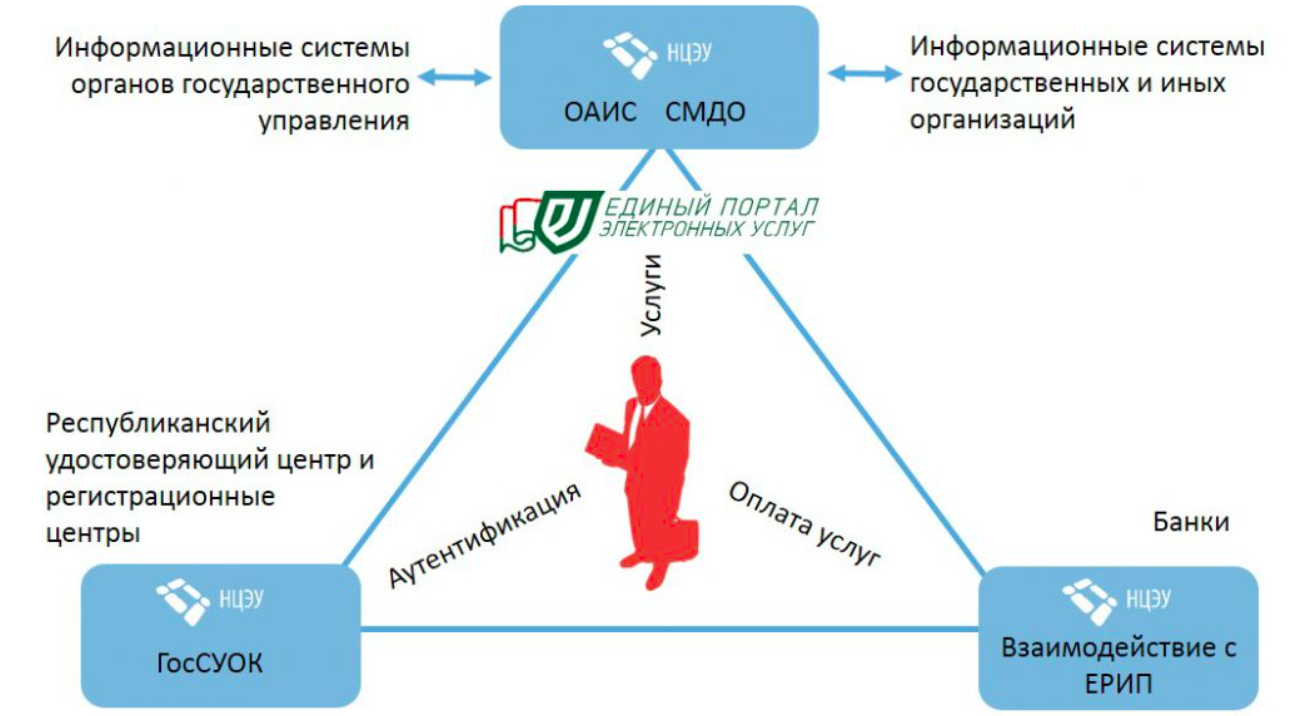 Информационные системы
органов государственного
управления
НЦЭУ
ОАИС СМДО
Информационные системы
государственных и иных
организаций
ЕДИНЫЙ ПОРТАЛ
ЭЛЕКТРОННЫХ УСЛУГ
Услуги
Республиканский
удостоверяющий центр и
регистрационные
центры
Аутентификация
Оплата услуг
Банки
НЦЭУ
ГосСУОК
НЦЭУ
Взаимодействие с
ЕРИП